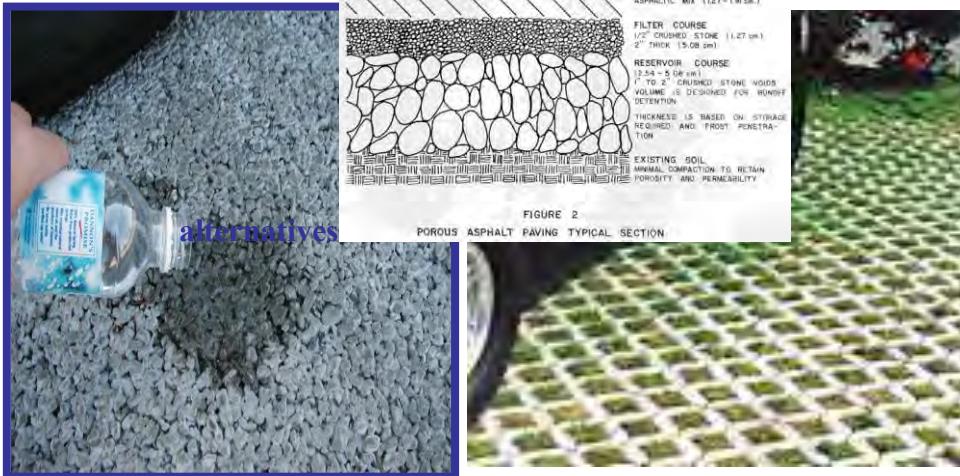 ASPHALTIC MIX (1.27 - 1.91 cm.)
FILTER COURSE
1/2" CRUSHED STONE (1.27 cm)
2" THICK (5.08 cm)
RESERVOIR COURSE
(2.54 - 5.08 cm)
1" TO 2" CRUSHED STONE VOIDS
VOLUME IS DESIGNED FOR RUNOFF
DETENTION
THICKNESS IS BASED ON STORAGE
REQUIRED AND FROST PENETRA-
TION
EXISTING SOIL
MINIMAL COMPACTION TO RETAIN
POROSITY AND PERMEABILITY
FIGURE 2
POROUS ASPHALT PAVING TYPICAL SECTION
alternatives
DANNON'S
PROMISE